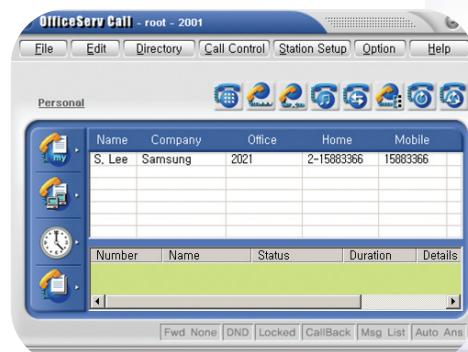 OfficeServ Call - root - 2001
File Edit Directory Call Control Station Setup Option Help
Personal
Name Company Office Home Mobile
my
S, Lee Samsung 2021 2-15883366 15883366
Number Name Status Duration Details
Fwd None DND Locked CallBack Msg List Auto Ans